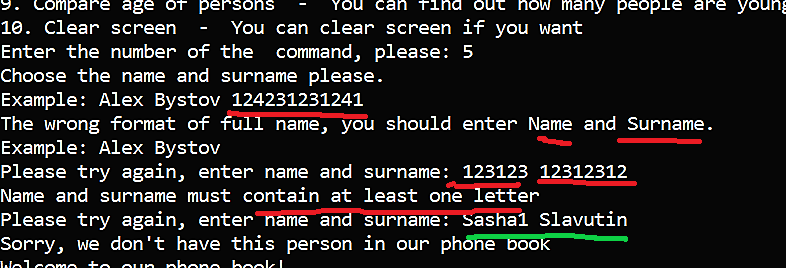 9. Compare age of persons  -  You can find out how many people are young
10. Clear screen  -  You can clear screen if you want
Enter the number of the  command, please: 5
Choose the name and surname please.
Example: Alex Bystov 124231231241
The wrong format of full name, you should enter Name and Surname.
Example: Alex Bystov
Please try again, enter name and surname: 123123 12312312
Name and surname must contain at least one letter
Please try again, enter name and surname: Sasha1 Slavutin
Sorry, we don't have this person in our phone book
Welcome to our phone book!